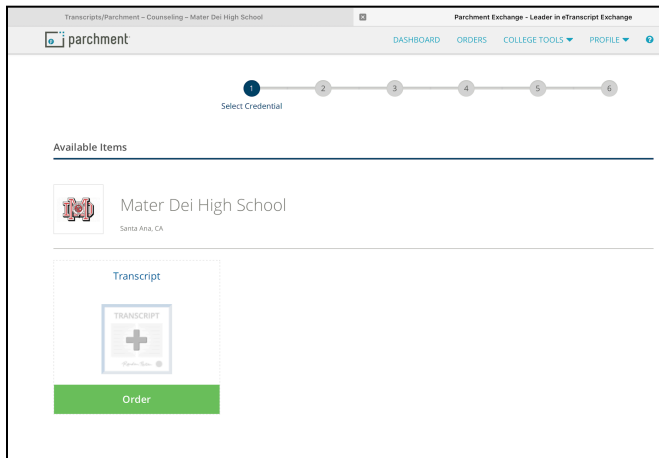 Transcripts/Parchment – Counseling – Mater Dei High School
Parchment Exchange - Leader in eTranscript Exchange
parchment
DASHBOARD ORDERS COLLEGE TOOLS PROFILE ?
1 2 3 4 5 6
Select Credential
Available Items
Mater Dei High School
Santa Ana, CA
Transcript
TRANSCRIPT
Order